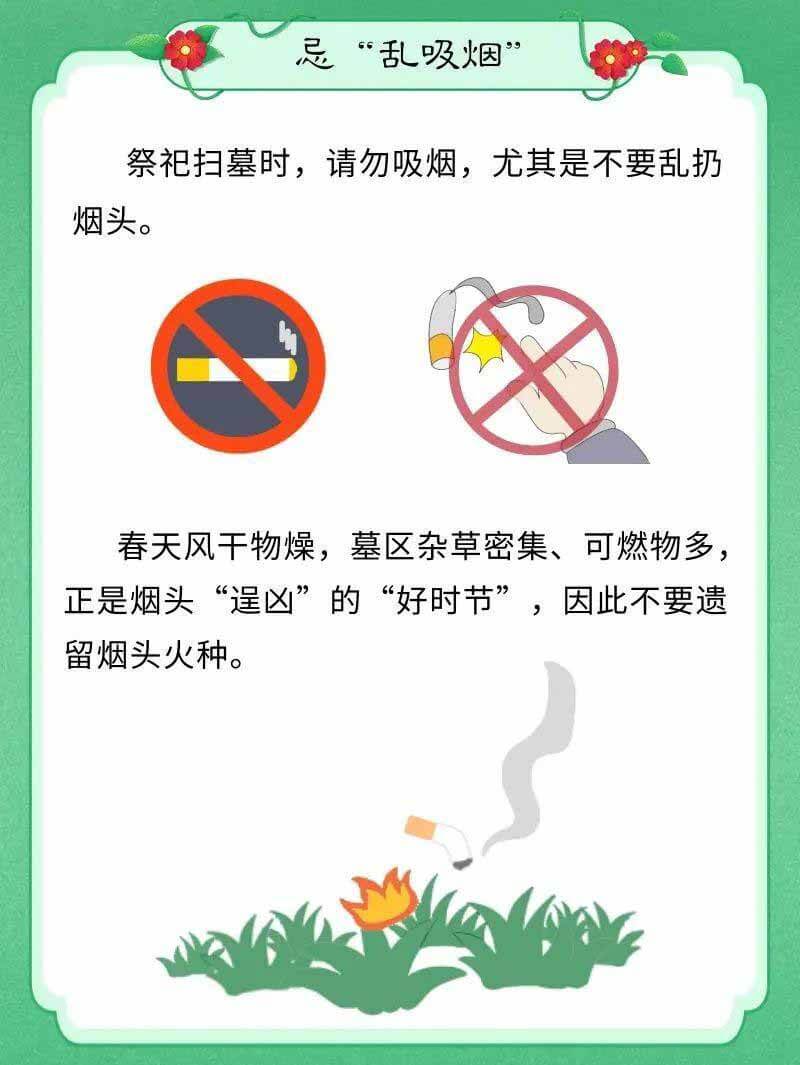 忌“乱吸烟”
祭祀扫墓时，请勿吸烟，尤其是不要乱扔
烟头。
春天风干物燥，墓区杂草密集、可燃物多，
正是烟头“逞凶”的“好时节”，因此不要遗
留烟头火种。